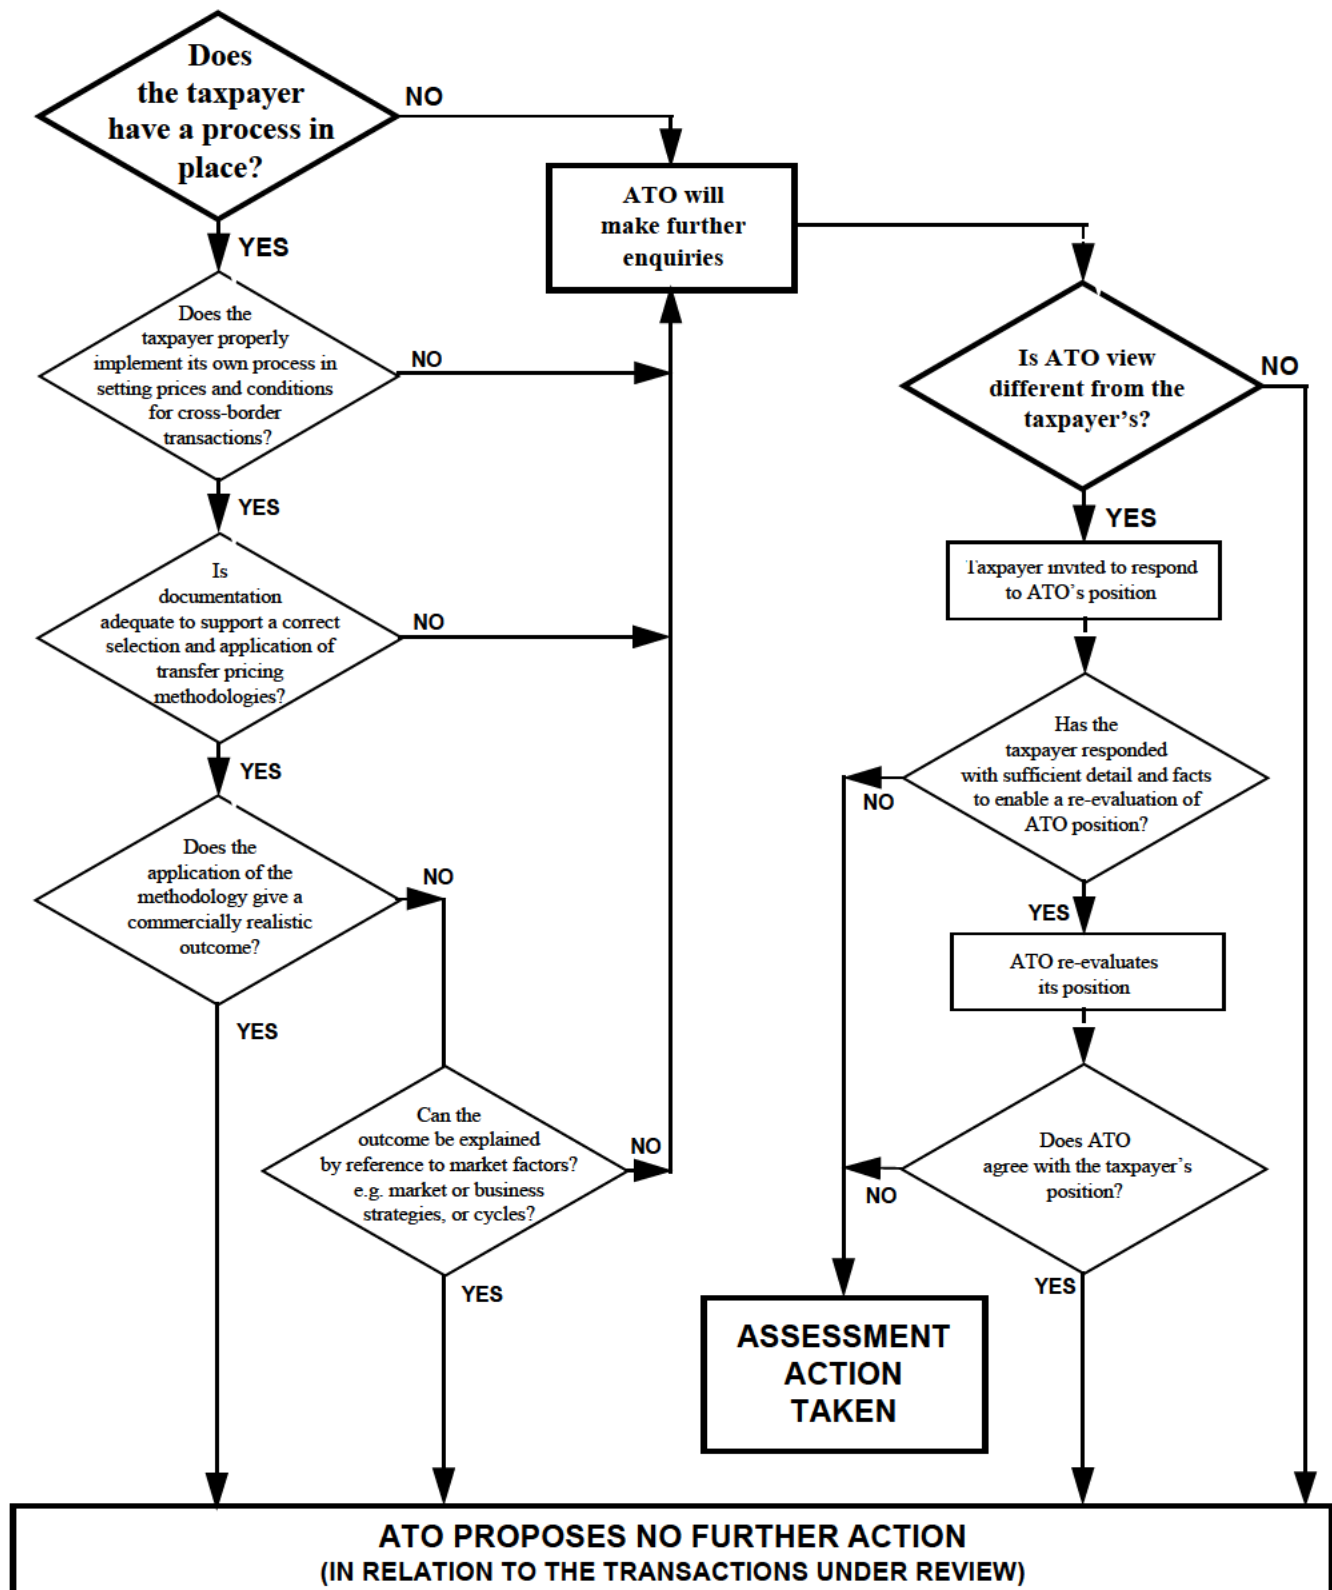 Does
the taxpayer
have a process in
place?
NO
YES
ATO will
make further
enquiries
Does the
taxpayer properly
implement its own process in
setting prices and conditions
for cross-border
transactions?
NO
YES
Is ATO view
different from the
taxpayer's?
NO
YES
Is
documentation
adequate to support a correct
selection and application of
transfer pricing
methodologies?
NO
YES
Taxpayer invited to respond
to ATO's position
Has the
taxpayer responded
with sufficient detail and facts
to enable a re-evaluation of
ATO position?
NO
YES
Does the
application of the
methodology give a
commercially realistic
outcome?
NO
YES
ATO re-evaluates
its position
Can the
outcome be explained
by reference to market factors?
e.g. market or business
strategies, or cycles?
NO
YES
Does ATO
agree with the taxpayer's
position?
NO
YES
ASSESSMENT
ACTION
TAKEN
ATO PROPOSES NO FURTHER ACTION
(IN RELATION TO THE TRANSACTIONS UNDER REVIEW)